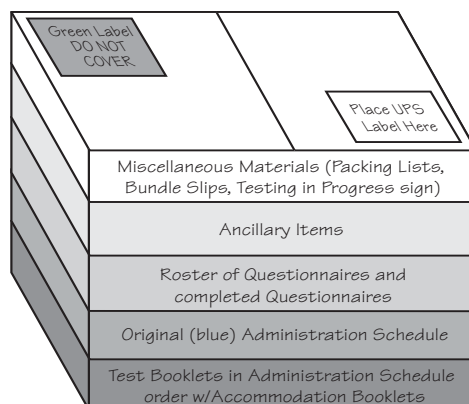 Green Label
DO NOT
COVER
Place UPS
Label Here
Miscellaneous Materials (Packing Lists,
Bundle Slips, Testing in Progress sign)
Ancillary Items
Roster of Questionnaires and
completed Questionnaires
Original (blue) Administration Schedule
Test Booklets in Administration Schedule
order w/Accommodation Booklets